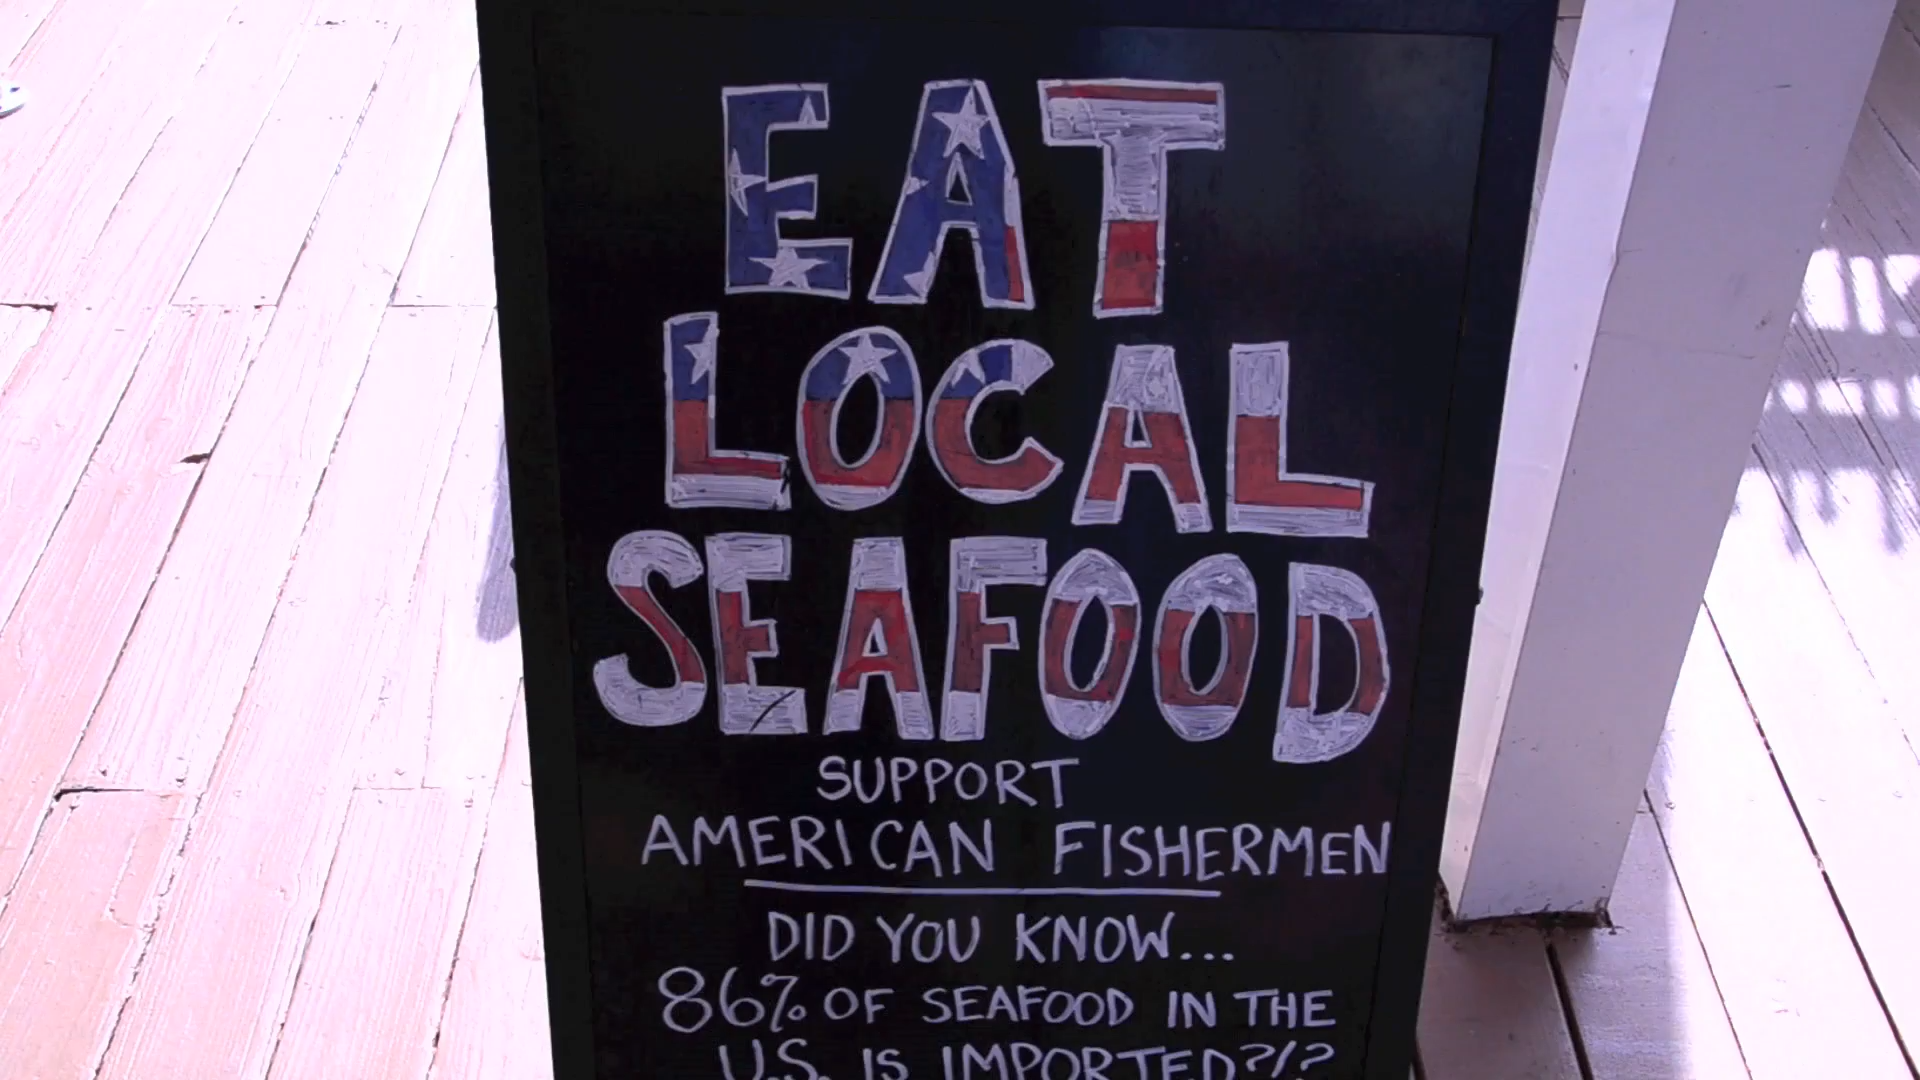 EAT
LOCAL
SEAFOOD
SUPPORT
AMERICAN FISHERMEN
DID YOU KNOW...
86% OF SEAFOOD IN THE
U.S. IS IMPORTED?!?